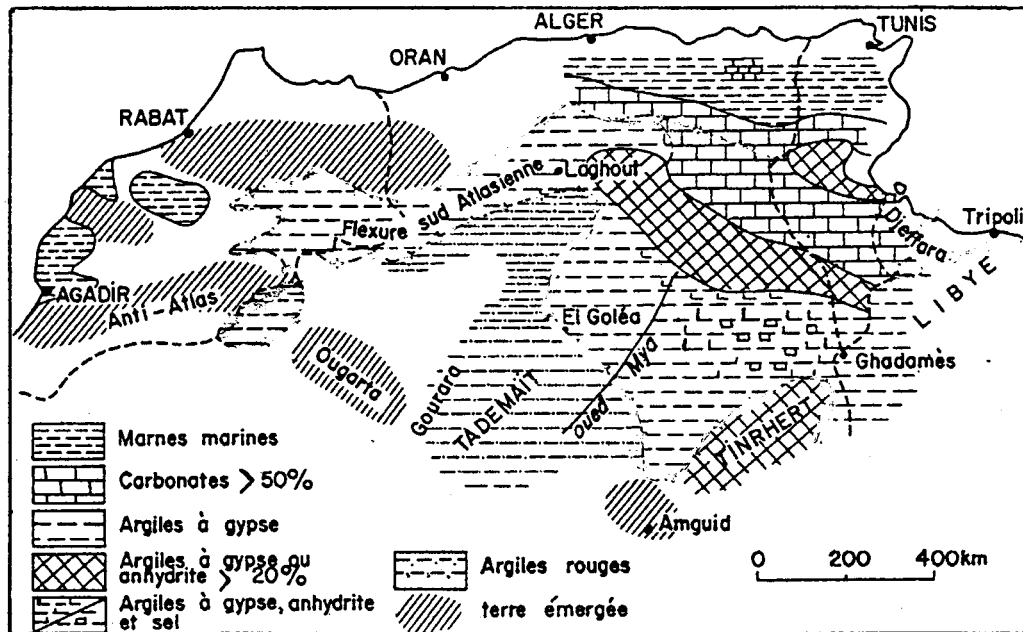 ALGER
TUNIS
ORAN
RABAT
Laghout
Flexure sud Atlasienne
Djeffara
Tripoli
LIBYE
AGADIR
Anti-Atlas
El Goléa
Ghadamès
Ougarta
Gourara
TADEMAÏT
oued Mya
TINRHERT
Amguid
Marnes marines
Carbonates > 50%
Argiles à gypse
Argiles à gypse ou
anhydrite > 20%
Argiles à gypse, anhydrite
et sel
Argiles rouges
terre émergée
0 200 400km